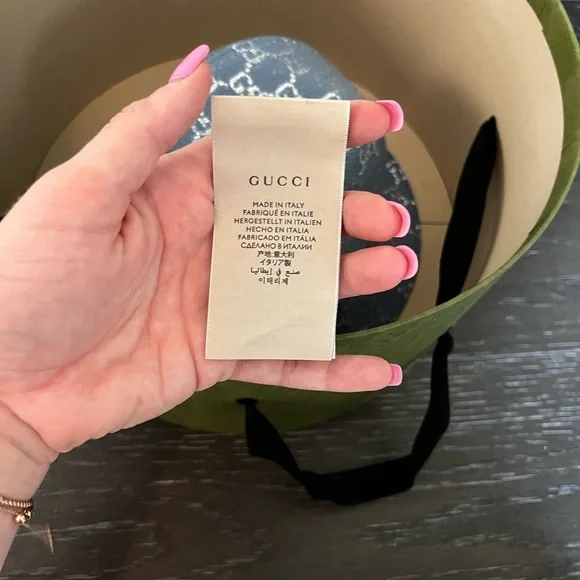 GUCCI
MADE IN ITALY
FABRIQUÉ EN ITALIE
HERGESTELLT IN ITALIEN
HECHO EN ITALIA
FABRICADO EM ITÁLIA
СДЕЛАНО В ИТАЛИИ
产地:意大利
イタリア製
صنع في إيطاليا
이태리제